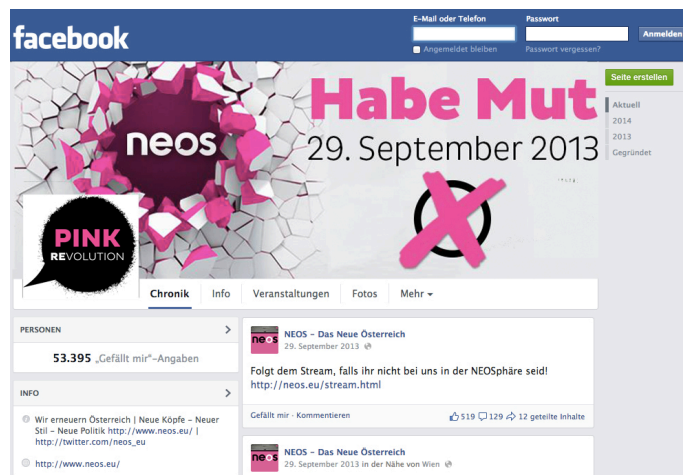 E-Mail oder Telefon
Passwort
facebook
Anmelden
Angemeldet bleiben
Passwort vergessen?
Seite erstellen
Aktuell
2014
2013
Gegründet
Habe Mut
neos
29. September 2013
PINK
REVOLUTION
Chronik
Info
Veranstaltungen
Fotos
Mehr
PERSONEN
53.395 „Gefällt mir“-Angaben
INFO
Wir erneuern Österreich | Neue Köpfe – Neuer
Stil – Neue Politik http://www.neos.eu/ |
http://twitter.com/neos_eu
http://www.neos.eu/
neos
NEOS – Das Neue Österreich
29. September 2013
Folgt dem Stream, falls ihr nicht bei uns in der NEOSphäre seid!
http://neos.eu/stream.html
Gefällt mir · Kommentieren
519 129 12 geteilte Inhalte
neos
NEOS – Das Neue Österreich
29. September 2013 in der Nähe von Wien